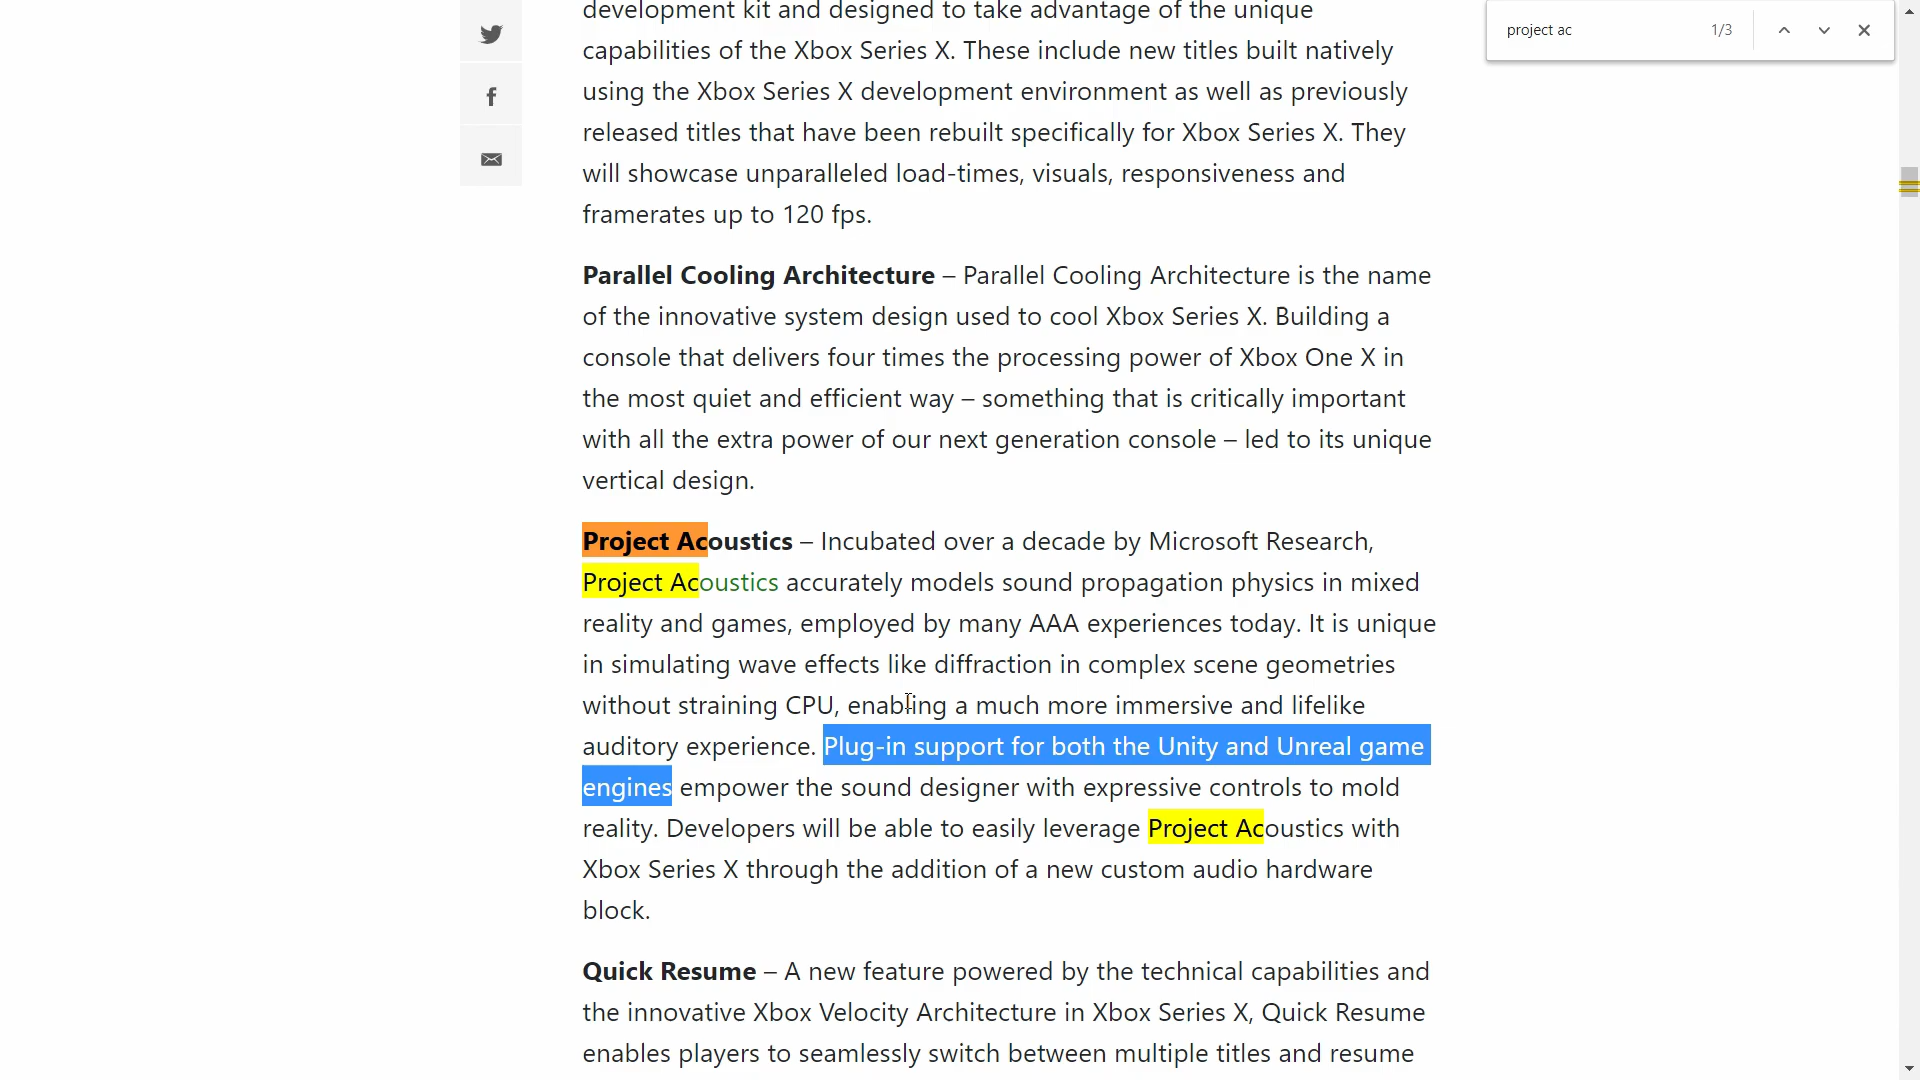 project ac 1/3
development kit and designed to take advantage of the unique
capabilities of the Xbox Series X. These include new titles built natively
using the Xbox Series X development environment as well as previously
released titles that have been rebuilt specifically for Xbox Series X. They
will showcase unparalleled load-times, visuals, responsiveness and
framerates up to 120 fps.
Parallel Cooling Architecture – Parallel Cooling Architecture is the name
of the innovative system design used to cool Xbox Series X. Building a
console that delivers four times the processing power of Xbox One X in
the most quiet and efficient way – something that is critically important
with all the extra power of our next generation console – led to its unique
vertical design.
Project Acoustics – Incubated over a decade by Microsoft Research,
Project Acoustics accurately models sound propagation physics in mixed
reality and games, employed by many AAA experiences today. It is unique
in simulating wave effects like diffraction in complex scene geometries
without straining CPU, enabling a much more immersive and lifelike
auditory experience. Plug-in support for both the Unity and Unreal game
engines empower the sound designer with expressive controls to mold
reality. Developers will be able to easily leverage Project Acoustics with
Xbox Series X through the addition of a new custom audio hardware
block.
Quick Resume – A new feature powered by the technical capabilities and
the innovative Xbox Velocity Architecture in Xbox Series X, Quick Resume
enables players to seamlessly switch between multiple titles and resume